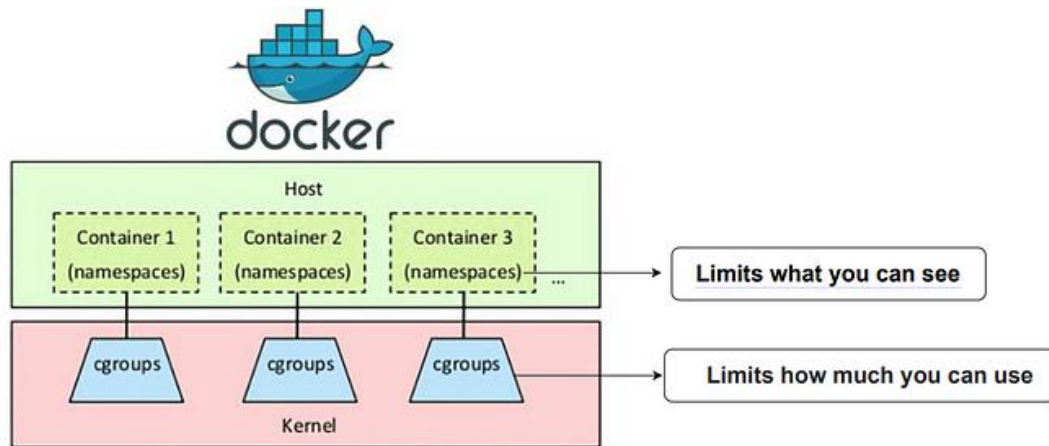 docker
Host
Container 1
(namespaces)
Container 2
(namespaces)
Container 3
(namespaces)
...
Limits what you can see
cgroups
cgroups
cgroups
Limits how much you can use
Kernel